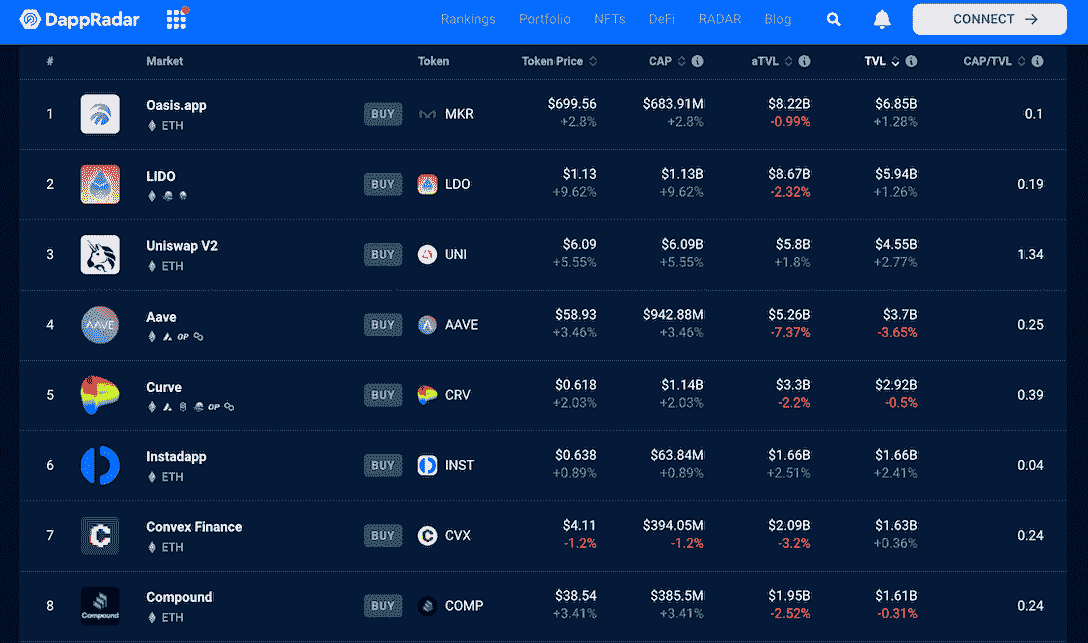 DappRadar Rankings Portfolio NFTs DeFi RADAR Blog CONNECT →
# Market Token Token Price CAP aTVL TVL CAP/TVL
1 Oasis.app BUY MKR $699.56 $683.91M $8.22B $6.85B 0.1
ETH +2.8% +2.8% -0.99% +1.28%
2 LIDO BUY LDO $1.13 $1.13B $8.67B $5.94B 0.19
+9.62% +9.62% -2.32% +1.26%
3 Uniswap V2 BUY UNI $6.09 $6.09B $5.8B $4.55B 1.34
ETH +5.55% +5.55% +1.8% +2.77%
4 AAVE Aave BUY AAVE $58.93 $942.88M $5.26B $3.7B 0.25
OP +3.46% +3.46% -7.37% -3.65%
5 Curve BUY CRV $0.618 $1.14B $3.3B $2.92B 0.39
OP +2.03% +2.03% -2.2% -0.5%
6 Instadapp BUY INST $0.638 $63.84M $1.66B $1.66B 0.04
ETH +0.89% +0.89% +2.51% +2.41%
7 Convex Finance BUY CVX $4.11 $394.05M $2.09B $1.63B 0.24
ETH -1.2% -1.2% -3.2% +0.36%
8 Compound Compound BUY COMP $38.54 $385.5M $1.95B $1.61B 0.24
ETH +3.41% +3.41% -2.52% -0.31%